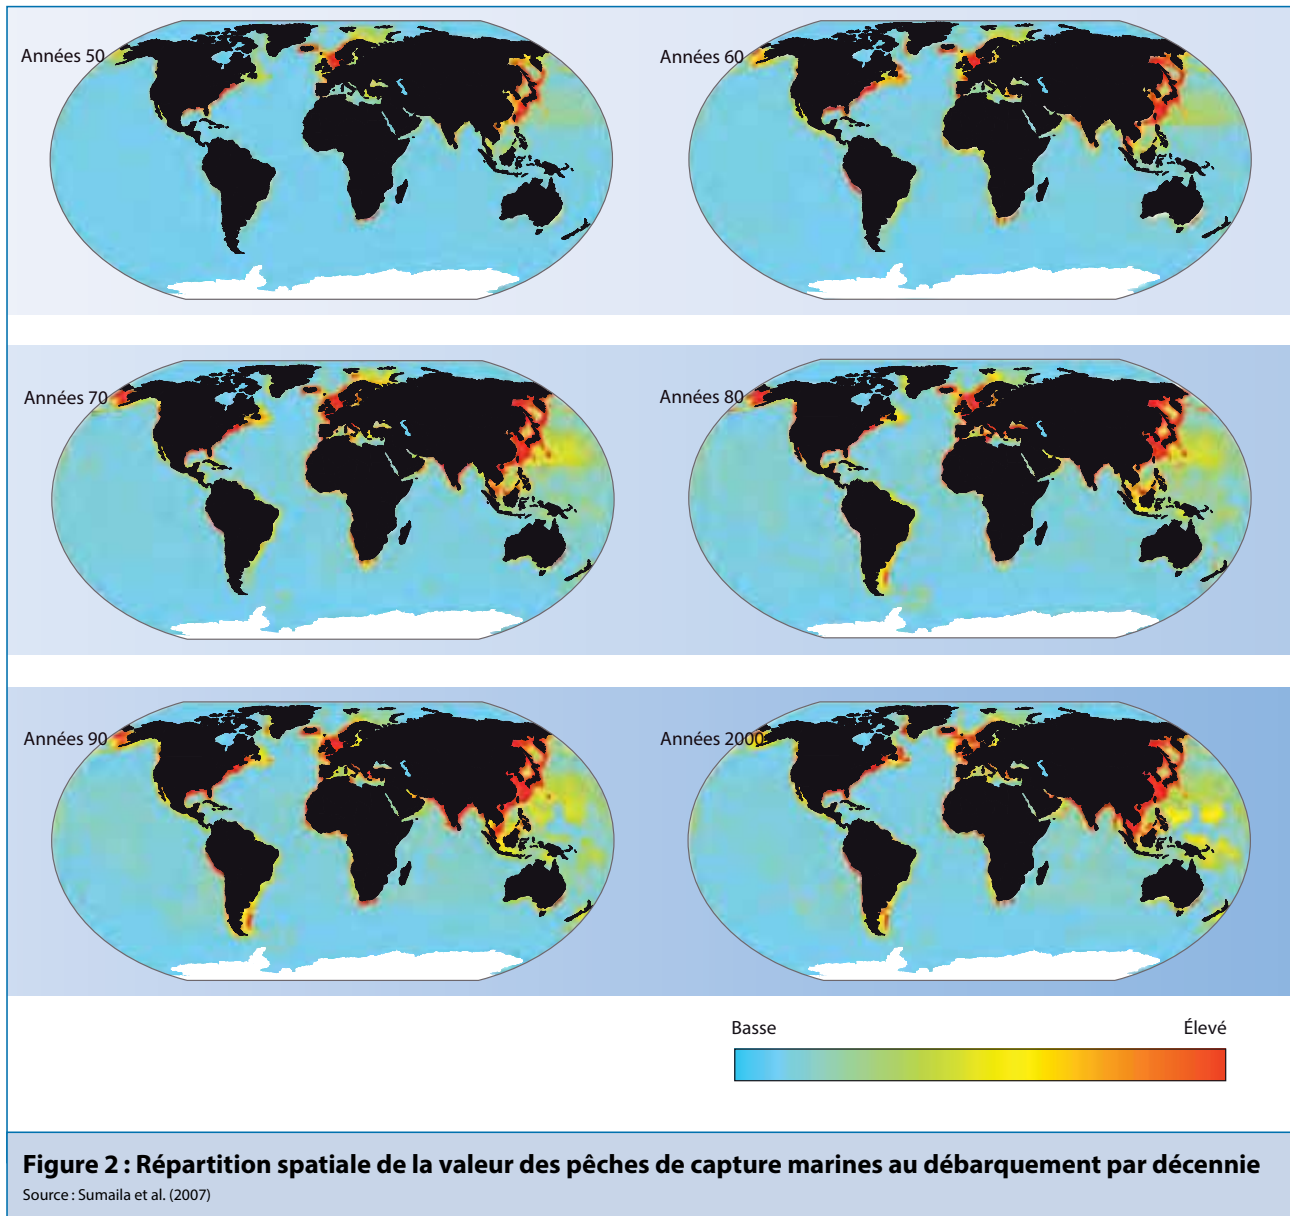 Années 50
Années 60
Années 70
Années 80
Années 90
Années 2000
Basse
Élevé
Figure 2 : Répartition spatiale de la valeur des pêches de capture marines au débarquement par décennie
Source : Sumaila et al. (2007)